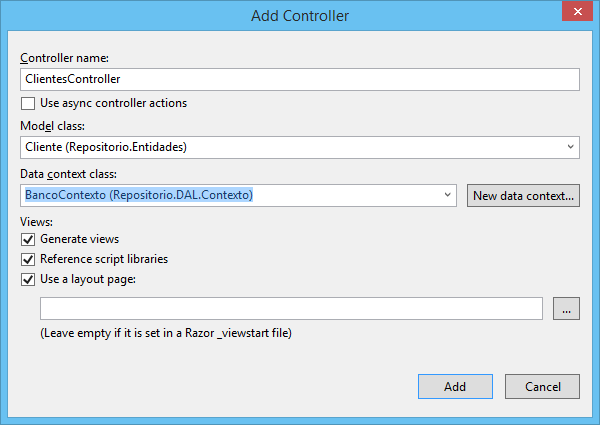 Add Controller
Controller name:
ClientesController
Use async controller actions
Model class:
Cliente (Repositorio.Entidades)
Data context class:
BancoContexto (Repositorio.DAL.Contexto)
New data context...
Views:
Generate views
Reference script libraries
Use a layout page:
...
(Leave empty if it is set in a Razor _viewstart file)
Add
Cancel